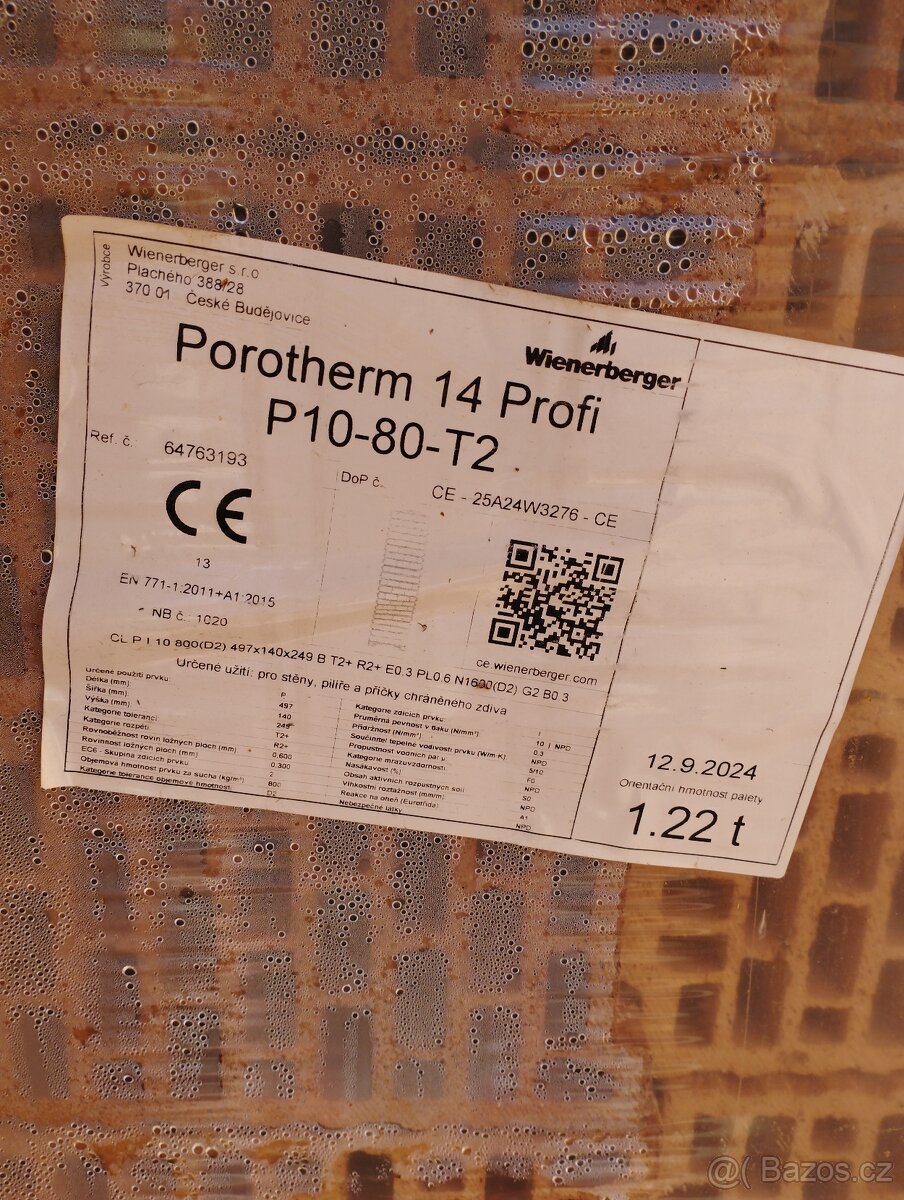 Výrobce
Wienerberger s.r.o
Plachého 388/28
370 01 České Budějovice
Wienerberger
Porotherm 14 Profi
P10-80-T2
Ref. č. 64763193
DoP č. CE - 25A24W3276 - CE
CE
13
EN 771-1:2011+A1:2015
NB č.: 1020
ce.wienerberger.com
CL P I 10 800(D2) 497x140x249 B T2+ R2+ E0.3 PL0.6 N1600(D2) G2 B0.3
Určené užití: pro stěny, pilíře a příčky chráněného zdiva
Určené použití prvku: P
Délka (mm): 497
Šířka (mm): 140
Výška (mm): 249
Kategorie tolerancí: T2+
Kategorie rozpětí: R2+
Rovnoběžnost rovin ložných ploch (mm) 0.600
Rovinnost ložných ploch (mm) 0.300
EC6 - Skupina zdících prvků 2
Objemová hmotnost prvku za sucha (kg/m³) 800
Kategorie tolerance objemové hmotnosti: D2
Kategorie zdících prvků: I
Průměrná pevnost v tlaku (N/mm²): 10 | NPD
Přídržnost (N/mm²): 0.3
Součinitel tepelné vodivosti prvku (W/m·K): NPD
Propustnost vodních par µ 5/10
Kategorie mrazuvzdornosti: F0
Nasákavost (%) NPD
Obsah aktivních rozpustných solí S0
Vlhkostní roztažnost (mm/m) NPD
Reakce na oheň (Eurotřída) A1
Nebezpečné látky: NPD
12.9.2024
Orientační hmotnost palety
1.22 t
@( Bazos.cz